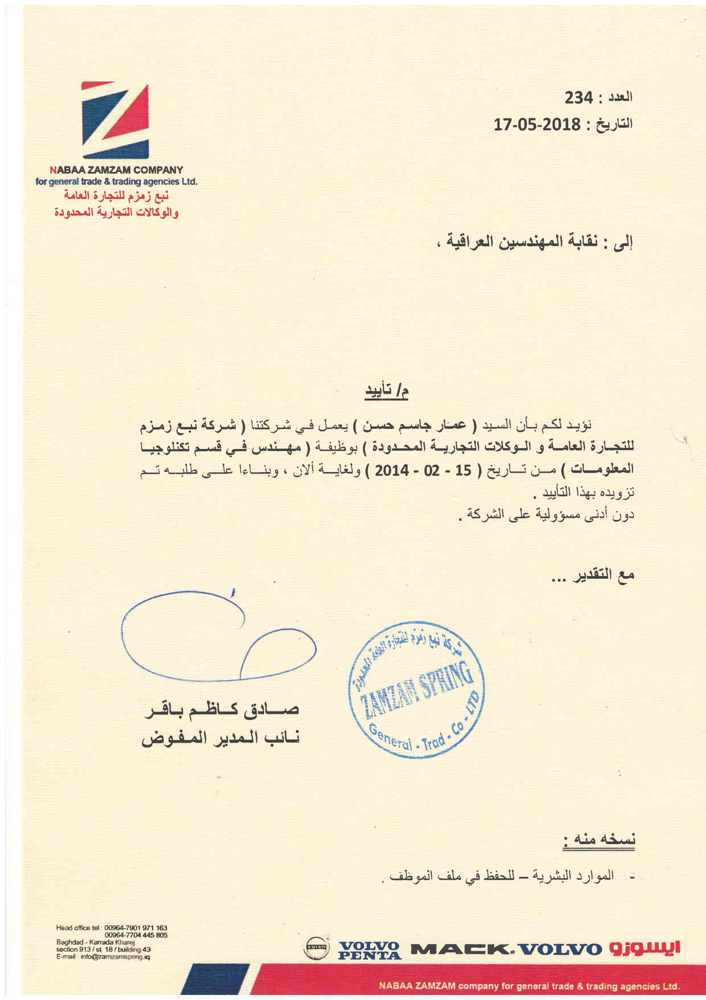 العدد : 234
التاريخ : 2018-05-17
NABAA ZAMZAM COMPANY
for general trade & trading agencies Ltd.
نبع زمزم للتجارة العامة
والوكالات التجارية المحدودة
إلى : نقابة المهندسين العراقية ،
م/ تأييد
نؤيد لكم بأن السيد ( عمار جاسم حسن ) يعمل في شركتنا ( شركة نبع زمزم
للتجارة العامة و الوكلات التجارية المحدودة ) بوظيفة ( مهندس في قسم تكنلوجيا
المعلومات ) من تاريخ ( 15 - 02 - 2014 ) ولغاية ألان ، وبناءا على طلبه تم
تزويده بهذا التأييد .
دون أدنى مسؤولية على الشركة .
مع التقدير ...
شركة نبع زمزم للتجارة العامة المحدودة
ZAMZAM SPRING
General - Trad - Co - LTD
صادق كاظم باقر
نائب المدير المفوض
نسخه منه :
- الموارد البشرية – للحفظ في ملف الموظف .
Head office tel : 00964-7901 971 163
00964-7704 445 805
Baghdad - Karrada Kharej
section 913 / st. 18 / building 43
E-mail : info@zamzamspring.iq
VOLVO
VOLVO
PENTA
MACK.
VOLVO
ايسوزو
NABAA ZAMZAM company for general trade & trading agencies Ltd.